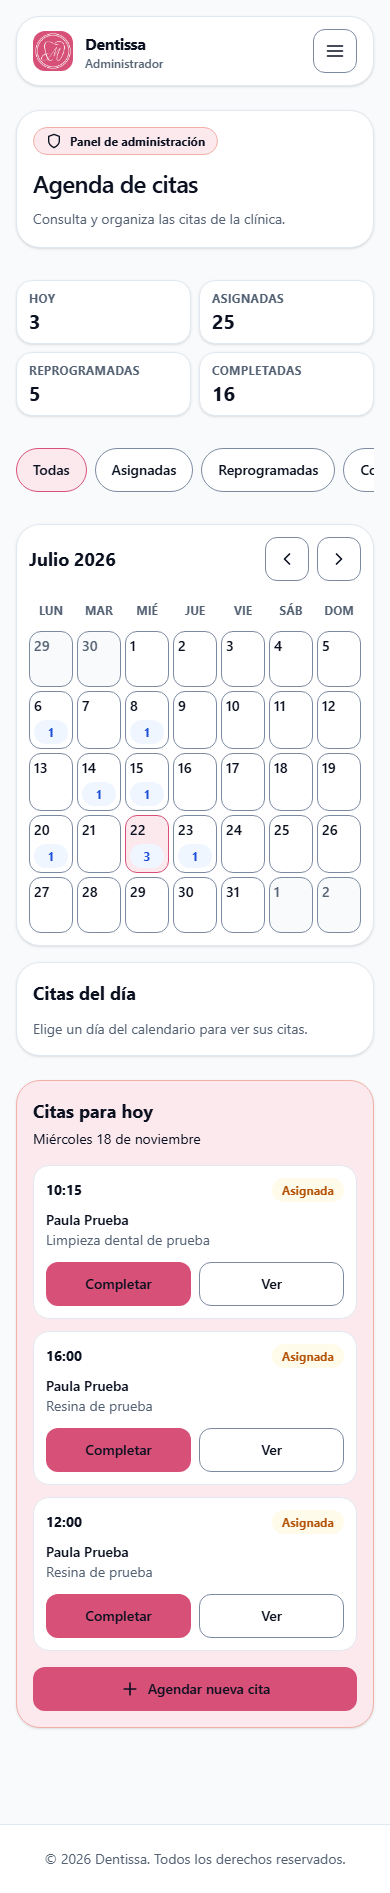 Dentissa
Administrador
Panel de administración
Agenda de citas
Consulta y organiza las citas de la clínica.
HOY
3
ASIGNADAS
25
REPROGRAMADAS
5
COMPLETADAS
16
Todas Asignadas Reprogramadas Co
Julio 2026
LUN MAR MIÉ JUE VIE SÁB DOM
29 30 1 2 3 4 5
6 7 8 9 10 11 12
1 1
13 14 15 16 17 18 19
1 1
20 21 22 23 24 25 26
1 3 1
27 28 29 30 31 1 2
Citas del día
Elige un día del calendario para ver sus citas.
Citas para hoy
Miércoles 18 de noviembre
10:15 Asignada
Paula Prueba
Limpieza dental de prueba
Completar Ver
16:00 Asignada
Paula Prueba
Resina de prueba
Completar Ver
12:00 Asignada
Paula Prueba
Resina de prueba
Completar Ver
Agendar nueva cita
© 2026 Dentissa. Todos los derechos reservados.